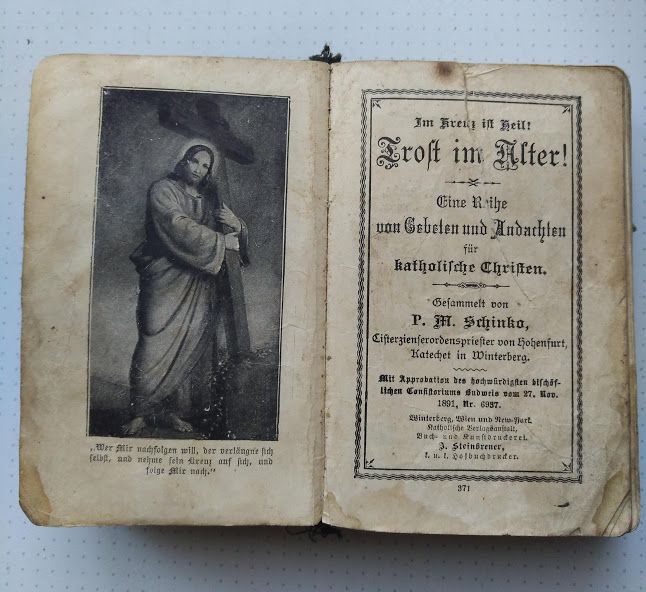 „Wer Mir nachfolgen will, der verläugne sich
selbst, und nehme sein Kreuz auf sich, und
folge Mir nach."
Im Kreuz ist Heil!
Trost im Alter!
Eine Reihe
von Gebeten und Andachten
für
katholische Christen.
Gesammelt von
P. M. Schinko,
Cisterzienserordenspriester von Hohenfurt,
Katechet in Winterberg.
Mit Approbation des hochwürdigsten bischöf-
lichen Consistoriums Budweis vom 27. Nov.
1891, Nr. 6937.
Winterberg, Wien und New-York.
Katholische Verlagsanstalt,
Buch- und Kunstdruckerei.
J. Steinbrener,
k. u. k. Hofbuchdrucker.
371